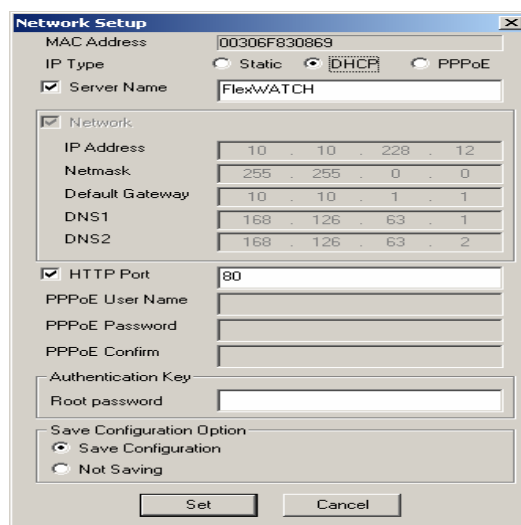 Network Setup
MAC Address 00306F830869
IP Type Static DHCP PPPoE
Server Name FlexWATCH
Network
IP Address 10 . 10 . 228 . 12
Netmask 255 . 255 . 0 . 0
Default Gateway 10 . 10 . 1 . 1
DNS1 168 . 126 . 63 . 1
DNS2 168 . 126 . 63 . 2
HTTP Port 80
PPPoE User Name
PPPoE Password
PPPoE Confirm
Authentication Key
Root password
Save Configuration Option
Save Configuration
Not Saving
Set Cancel